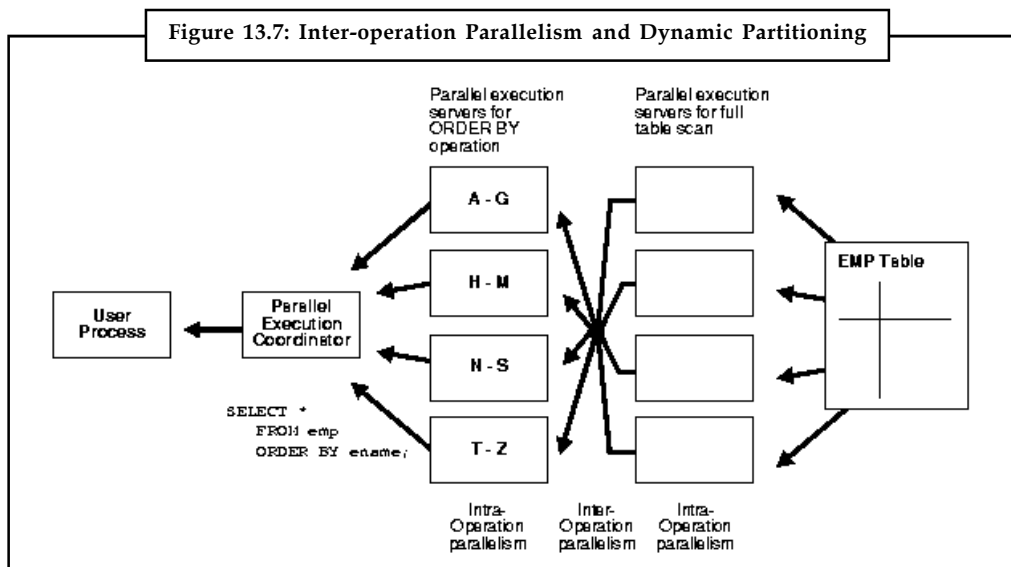 Figure 13.7: Inter-operation Parallelism and Dynamic Partitioning
Parallel execution
servers for
ORDER BY
operation
Parallel execution
servers for full
table scan
A - G
H - M
N - S
T - Z
EMP Table
User
Process
Parallel
Execution
Coordinator
SELECT *
FROM emp
ORDER BY ename;
Intra-
Operation
parallelism
Inter-
Operation
parallelism
Intra-
Operation
parallelism